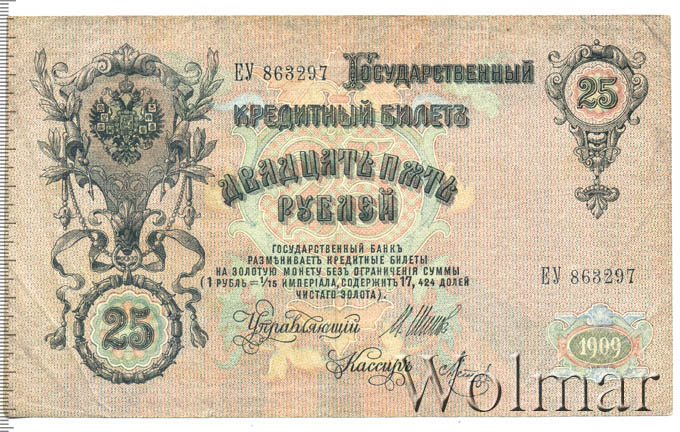 ЕУ 863297
Государственный
кредитный билетъ
25
двадцать пять
рублей
ГОСУДАРСТВЕННЫЙ БАНКЪ
РАЗМѢНИВАЕТЪ КРЕДИТНЫЕ БИЛЕТЫ
НА ЗОЛОТУЮ МОНЕТУ БЕЗЪ ОГРАНИЧЕНІЯ СУММЫ
(1 РУБЛЬ = 1/15 ИМПЕРІАЛА, СОДЕРЖИТЪ 17,424 ДОЛЕЙ
ЧИСТАГО ЗОЛОТА).
ЕУ 863297
25
Управляющій
Кассиръ
1909
Wolmar